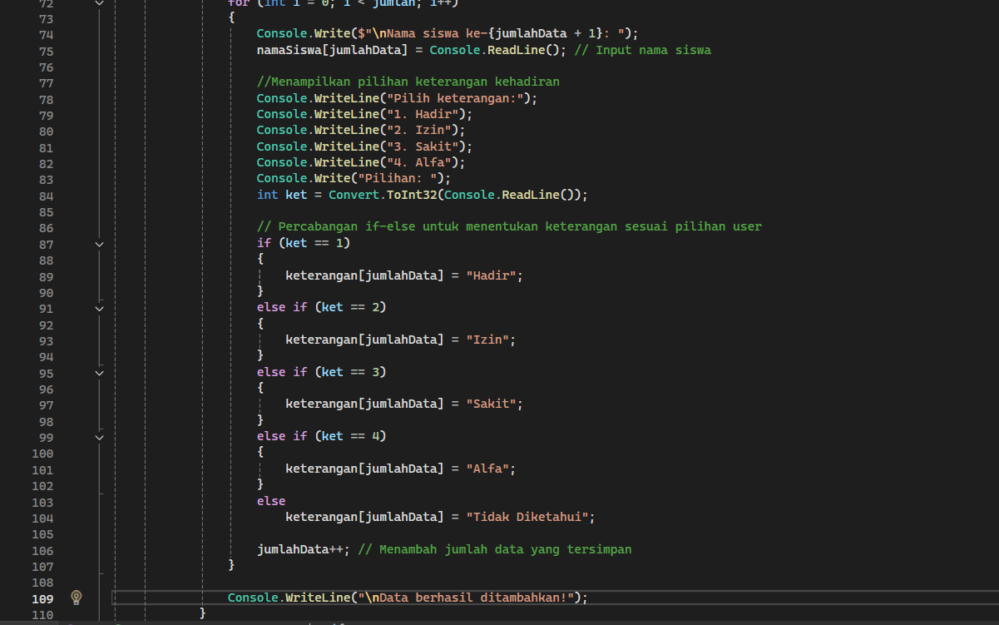 72 for (int i = 0; i < jumlah; i++)
73 {
74 Console.Write($"\nNama siswa ke-{jumlahData + 1}: ");
75 namaSiswa[jumlahData] = Console.ReadLine(); // Input nama siswa
76
77 //Menampilkan pilihan keterangan kehadiran
78 Console.WriteLine("Pilih keterangan:");
79 Console.WriteLine("1. Hadir");
80 Console.WriteLine("2. Izin");
81 Console.WriteLine("3. Sakit");
82 Console.WriteLine("4. Alfa");
83 Console.Write("Pilihan: ");
84 int ket = Convert.ToInt32(Console.ReadLine());
85
86 // Percabangan if-else untuk menentukan keterangan sesuai pilihan user
87 if (ket == 1)
88 {
89 keterangan[jumlahData] = "Hadir";
90 }
91 else if (ket == 2)
92 {
93 keterangan[jumlahData] = "Izin";
94 }
95 else if (ket == 3)
96 {
97 keterangan[jumlahData] = "Sakit";
98 }
99 else if (ket == 4)
100 {
101 keterangan[jumlahData] = "Alfa";
102 }
103 else
104 keterangan[jumlahData] = "Tidak Diketahui";
105
106 jumlahData++; // Menambah jumlah data yang tersimpan
107 }
108
109 Console.WriteLine("\nData berhasil ditambahkan!");
110 }